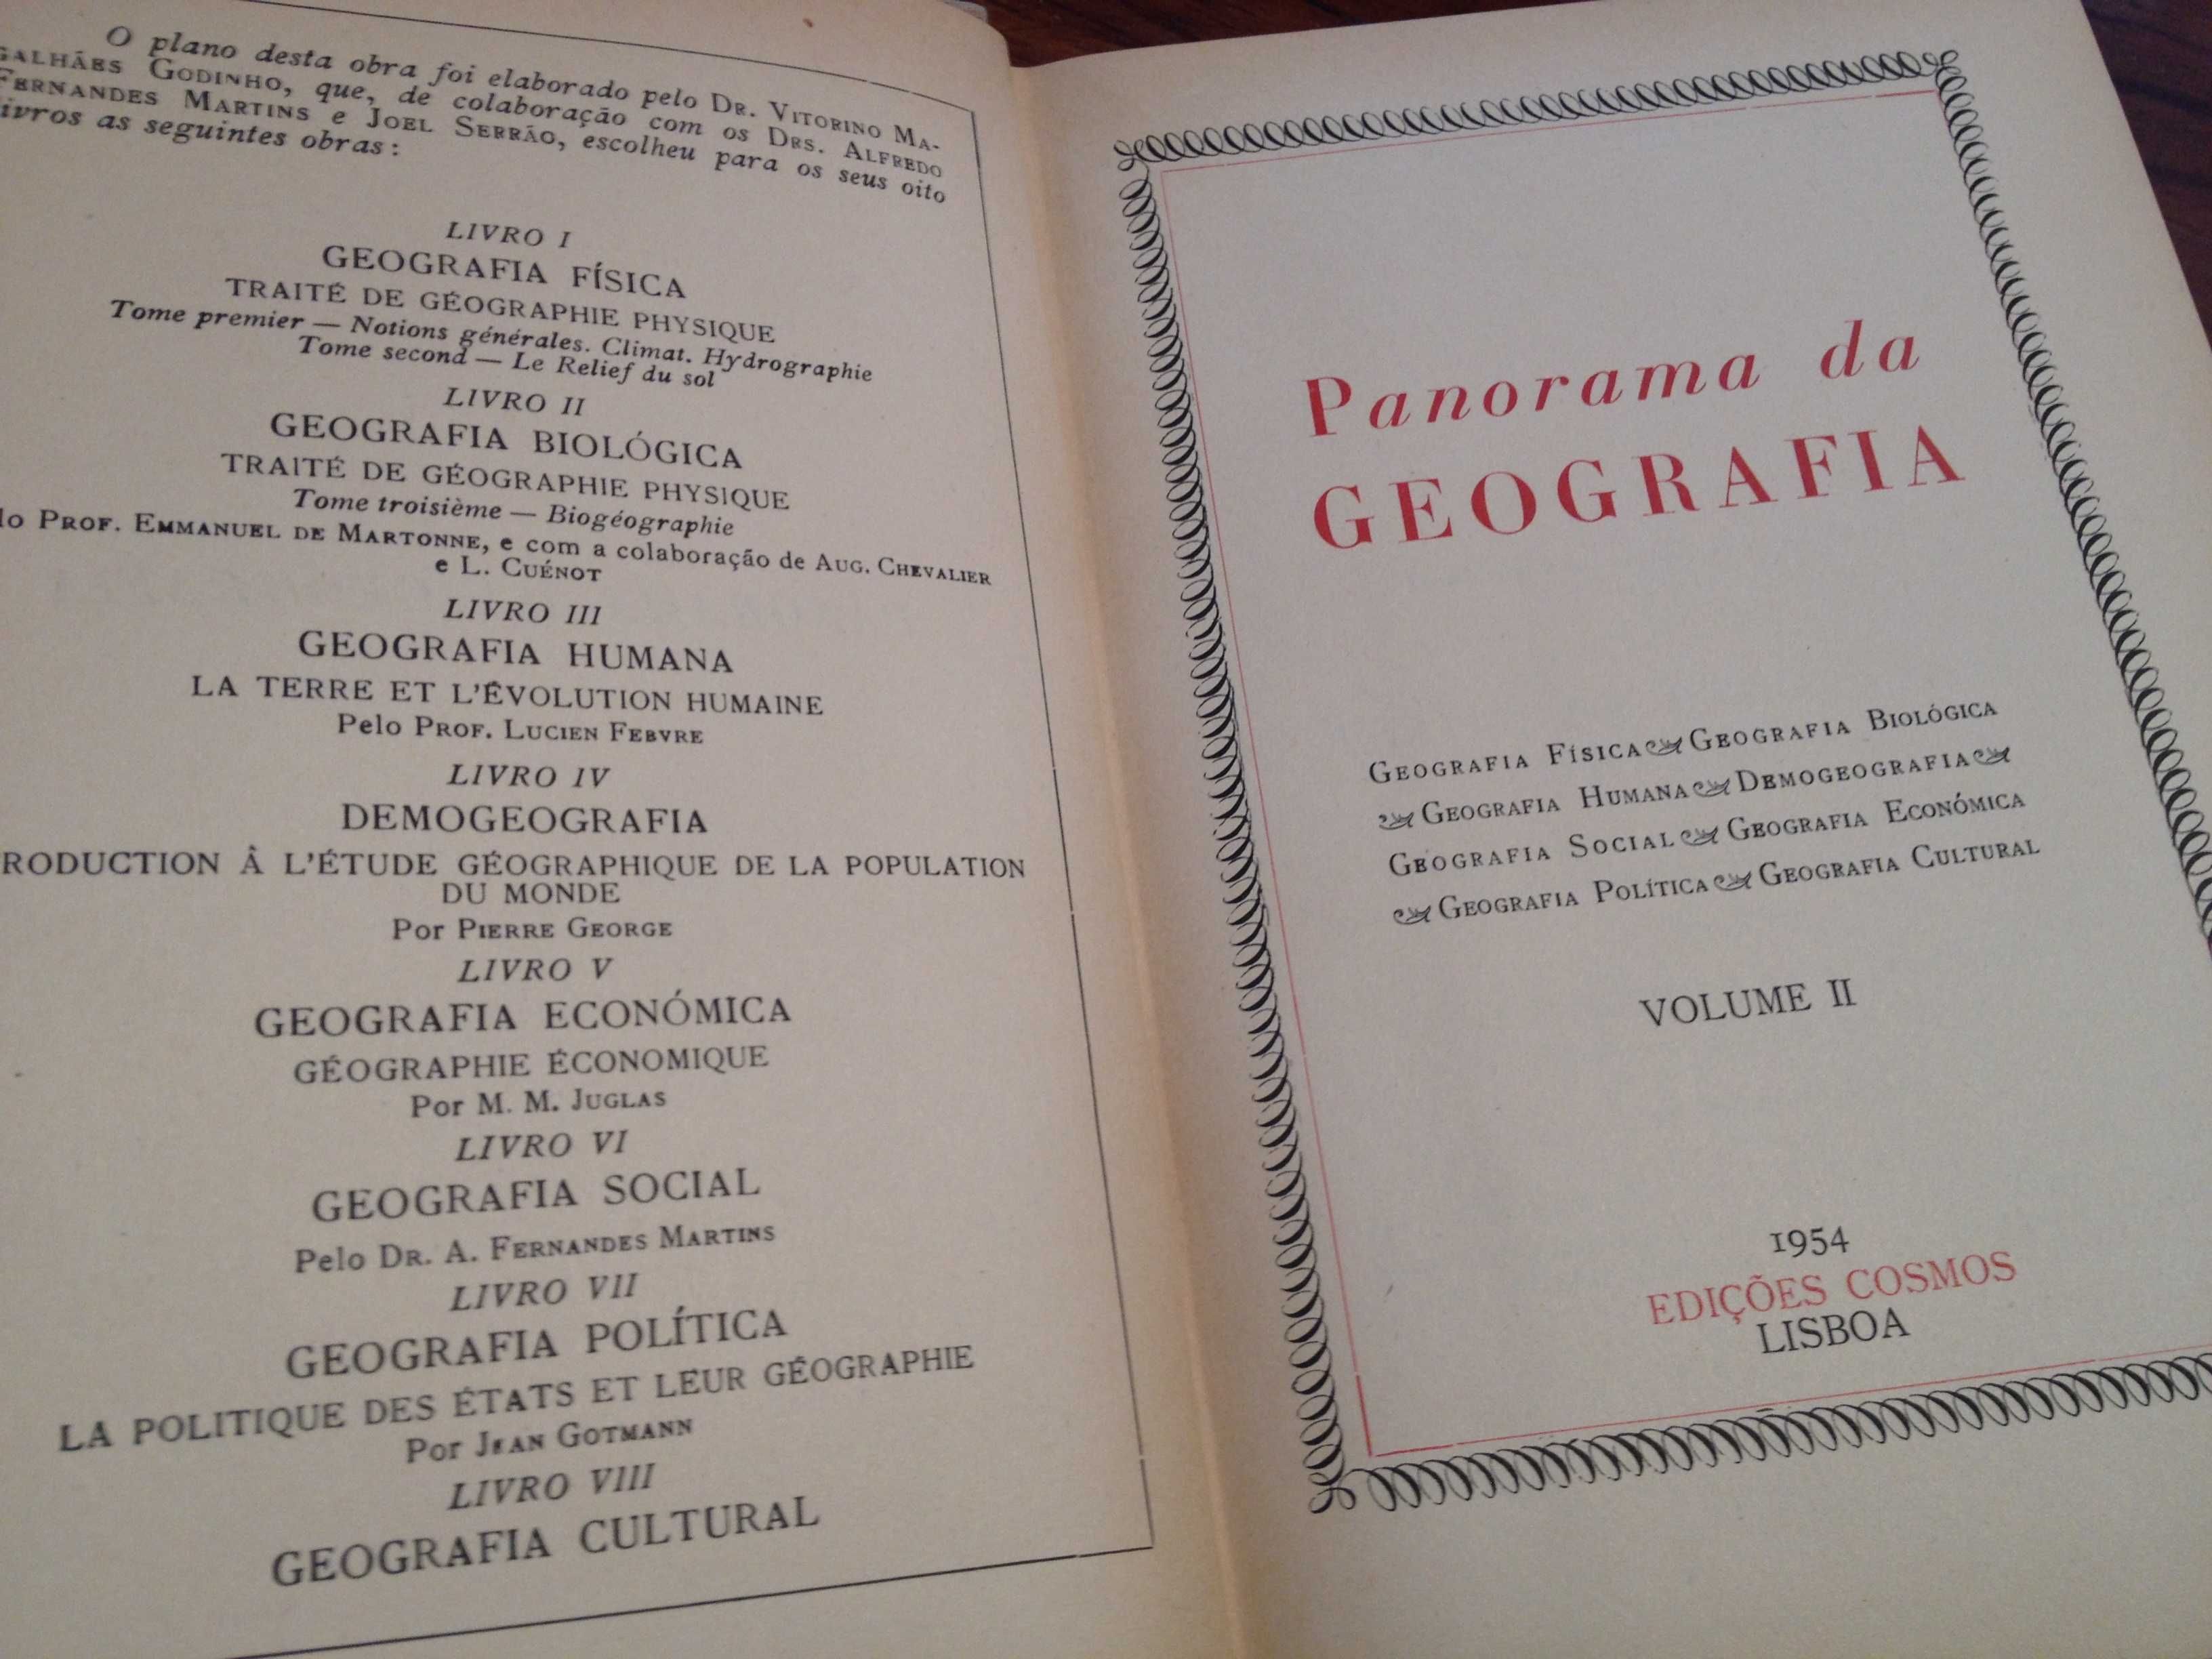 O plano desta obra foi elaborado pelo DR. VITORINO MA-
GALHÃES GODINHO, que, de colaboração com os DRS. ALFREDO
FERNANDES MARTINS e JOEL SERRÃO, escolheu para os seus oito
livros as seguintes obras:
LIVRO I
GEOGRAFIA FÍSICA
TRAITÉ DE GÉOGRAPHIE PHYSIQUE
Tome premier — Notions générales. Climat. Hydrographie
Tome second — Le Relief du sol
LIVRO II
GEOGRAFIA BIOLÓGICA
TRAITÉ DE GÉOGRAPHIE PHYSIQUE
Tome troisième — Biogéographie
lo PROF. EMMANUEL DE MARTONNE, e com a colaboração de AUG. CHEVALIER
e L. CUÉNOT
LIVRO III
GEOGRAFIA HUMANA
LA TERRE ET L'ÉVOLUTION HUMAINE
Pelo PROF. LUCIEN FEBVRE
LIVRO IV
DEMOGEOGRAFIA
RODUCTION À L'ÉTUDE GÉOGRAPHIQUE DE LA POPULATION
DU MONDE
Por PIERRE GEORGE
LIVRO V
GEOGRAFIA ECONÓMICA
GÉOGRAPHIE ÉCONOMIQUE
Por M. M. JUGLAS
LIVRO VI
GEOGRAFIA SOCIAL
Pelo DR. A. FERNANDES MARTINS
LIVRO VII
GEOGRAFIA POLÍTICA
LA POLITIQUE DES ÉTATS ET LEUR GÉOGRAPHIE
Por JEAN GOTMANN
LIVRO VIII
GEOGRAFIA CULTURAL
Panorama da
GEOGRAFIA
GEOGRAFIA FÍSICA GEOGRAFIA BIOLÓGICA
GEOGRAFIA HUMANA DEMOGEOGRAFIA
GEOGRAFIA SOCIAL GEOGRAFIA ECONÓMICA
GEOGRAFIA POLÍTICA GEOGRAFIA CULTURAL
VOLUME II
1954
EDIÇÕES COSMOS
LISBOA